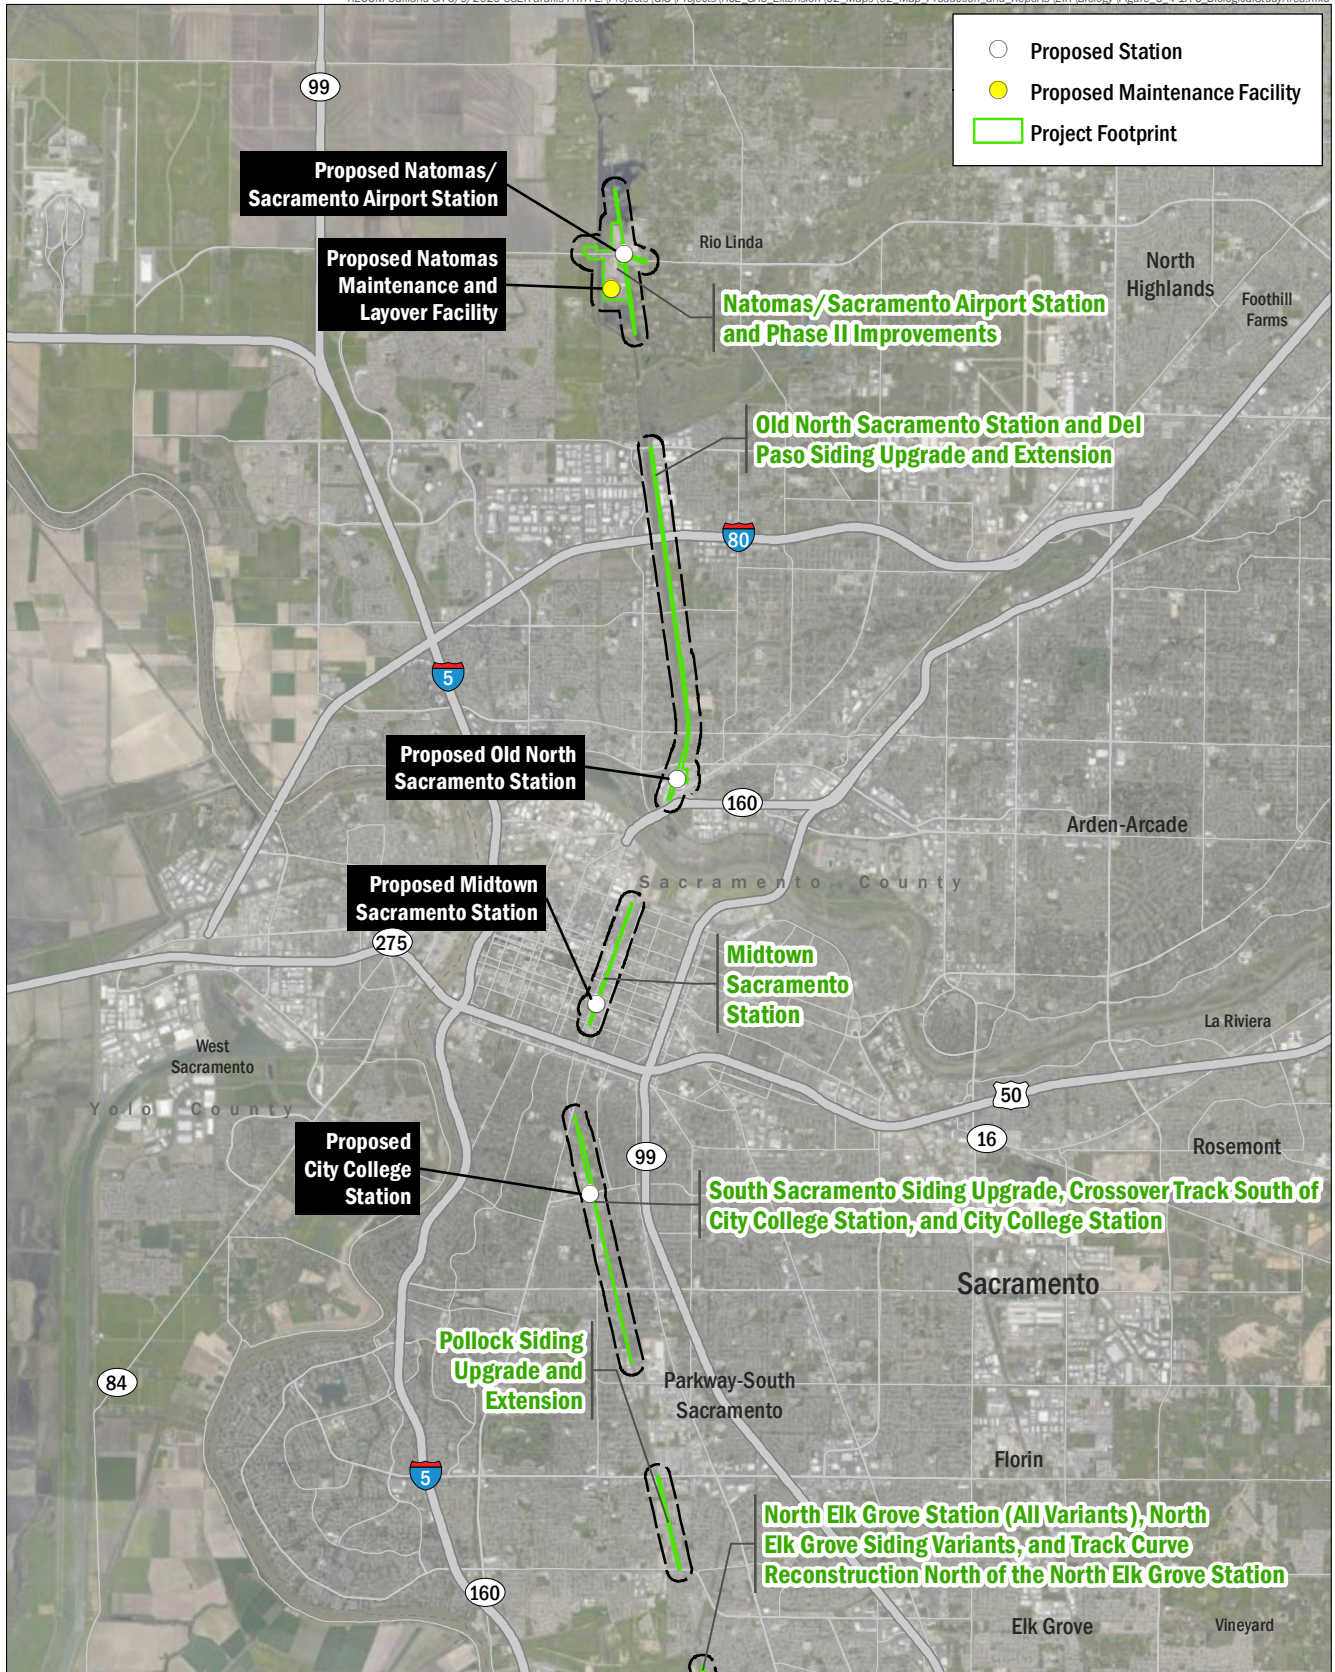 Proposed Station
Proposed Maintenance Facility
Project Footprint
99
Proposed Natomas/
Sacramento Airport Station
Rio Linda
North
Highlands
Foothill
Farms
Proposed Natomas
Maintenance and
Layover Facility
Natomas/Sacramento Airport Station
and Phase II Improvements
Old North Sacramento Station and Del
Paso Siding Upgrade and Extension
80
5
Proposed Old North
Sacramento Station
160
Arden-Arcade
Sacramento County
Proposed Midtown
Sacramento Station
275
Midtown
Sacramento
Station
La Riviera
West
Sacramento
Yolo County
50
16
Rosemont
Proposed
City College
Station
99
South Sacramento Siding Upgrade, Crossover Track South of
City College Station, and City College Station
Sacramento
Pollock Siding
Upgrade and
Extension
84
Parkway-South
Sacramento
Florin
5
North Elk Grove Station (All Variants), North
Elk Grove Siding Variants, and Track Curve
Reconstruction North of the North Elk Grove Station
160
Elk Grove
Vineyard